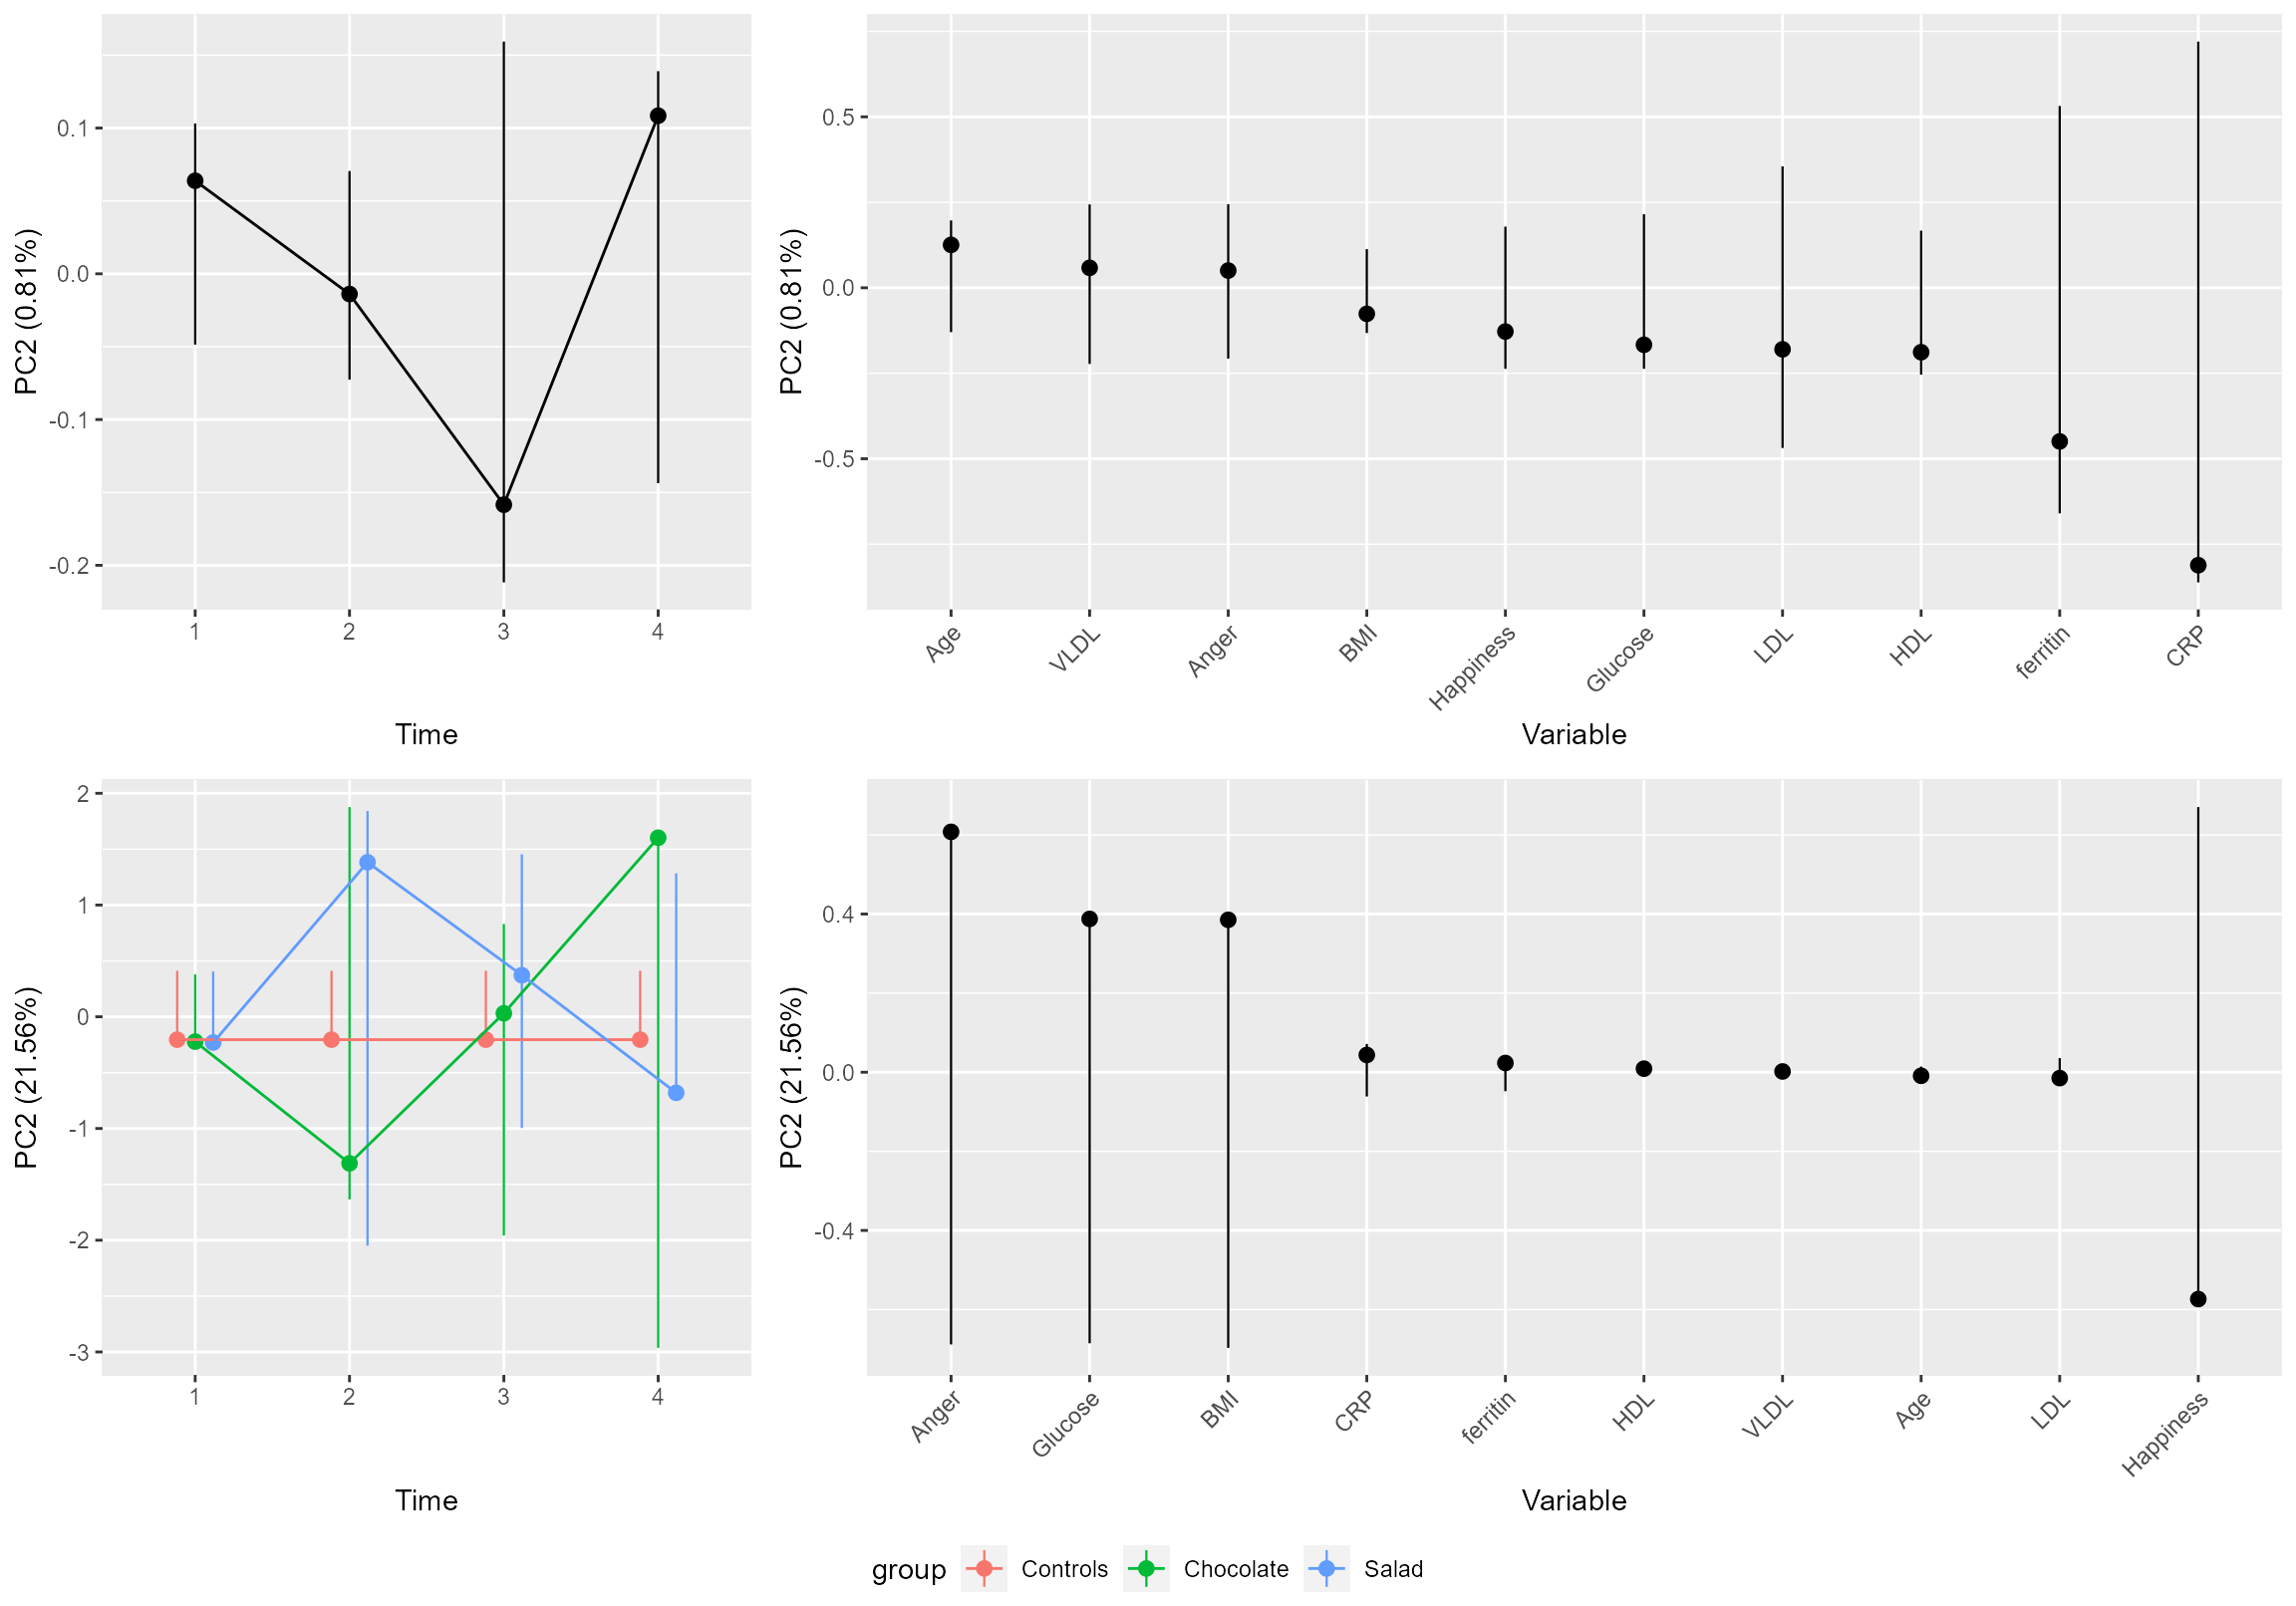 PC2 (0.81%)
0.1
0.0
-0.1
-0.2
1 2 3 4
Time
PC2 (0.81%)
0.5
0.0
-0.5
Age VLDL Anger BMI Happiness Glucose LDL HDL ferritin CRP
Variable
PC2 (21.56%)
2
1
0
-1
-2
-3
1 2 3 4
Time
PC2 (21.56%)
0.4
0.0
-0.4
Anger Glucose BMI CRP ferritin HDL VLDL Age LDL Happiness
Variable
group Controls Chocolate Salad